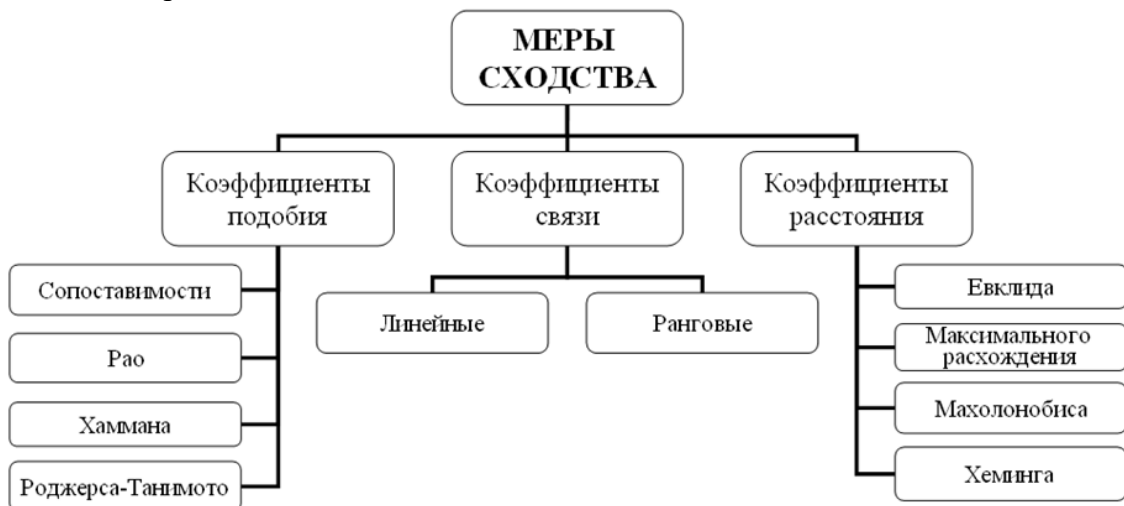 МЕРЫ
СХОДСТВА
Коэффициенты
подобия
Коэффициенты
связи
Коэффициенты
расстояния
Сопоставимости
Рао
Хаммана
Роджерса-Танимото
Линейные
Ранговые
Евклида
Максимального
расхождения
Махолонобиса
Хеминга